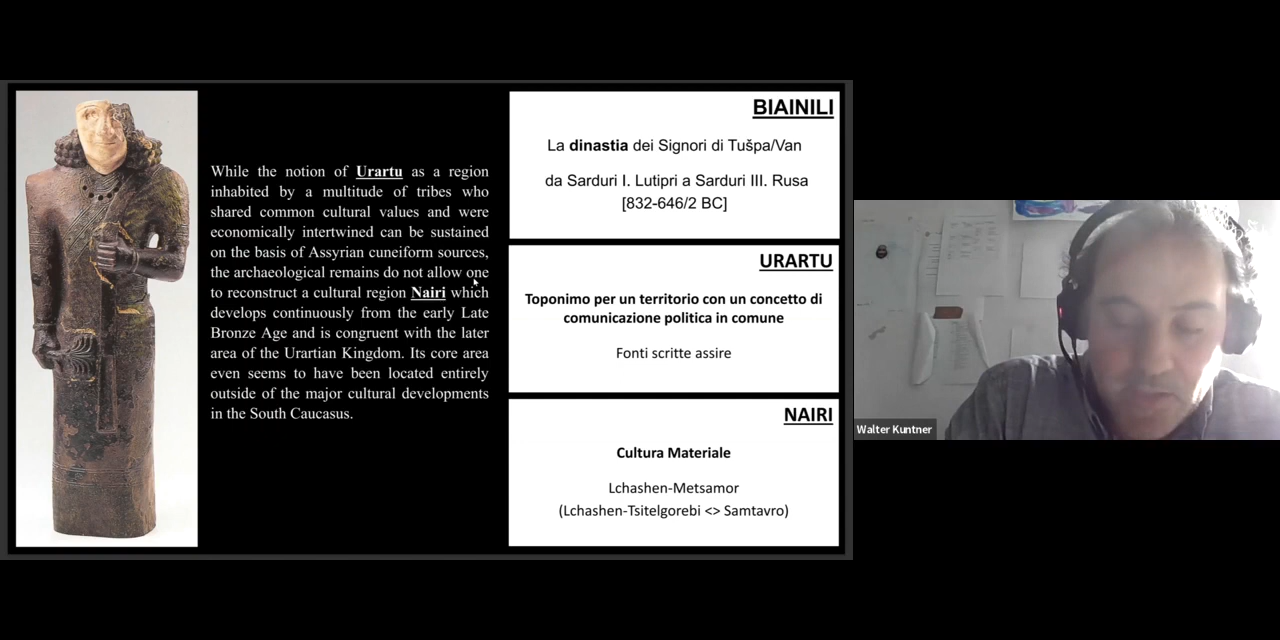 While the notion of Urartu as a region
inhabited by a multitude of tribes who
shared common cultural values and were
economically intertwined can be sustained
on the basis of Assyrian cuneiform sources,
the archaeological remains do not allow one
to reconstruct a cultural region Nairi which
develops continuously from the early Late
Bronze Age and is congruent with the later
area of the Urartian Kingdom. Its core area
even seems to have been located entirely
outside of the major cultural developments
in the South Caucasus.
BIAINILI
La dinastia dei Signori di Tušpa/Van
da Sarduri I. Lutipri a Sarduri III. Rusa
[832-646/2 BC]
URARTU
Toponimo per un territorio con un concetto di
comunicazione politica in comune
Fonti scritte assire
NAIRI
Cultura Materiale
Lchashen-Metsamor
(Lchashen-Tsitelgorebi <> Samtavro)
Walter Kuntner